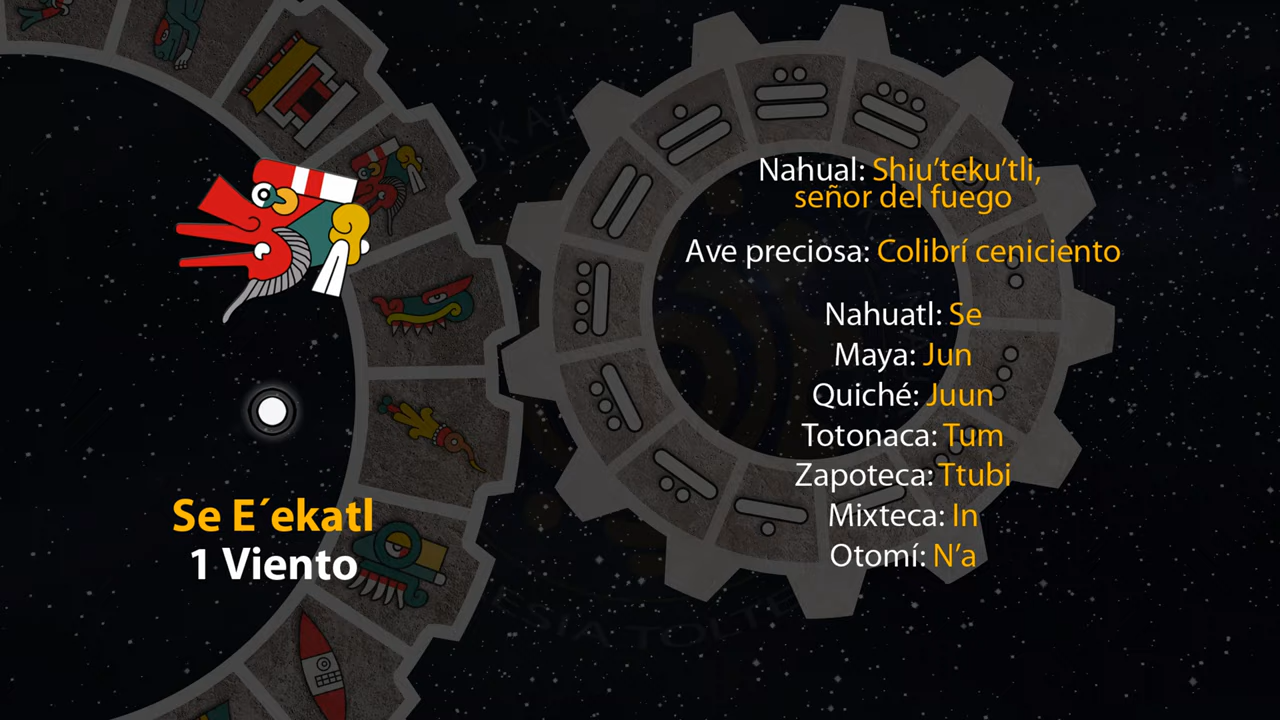 Se E´ekatl
1 Viento
Nahual: Shiu’teku’tli,
señor del fuego
Ave preciosa: Colibrí ceniciento
Nahuatl: Se
Maya: Jun
Quiché: Juun
Totonaca: Tum
Zapoteca: Ttubi
Mixteca: In
Otomí: N’a